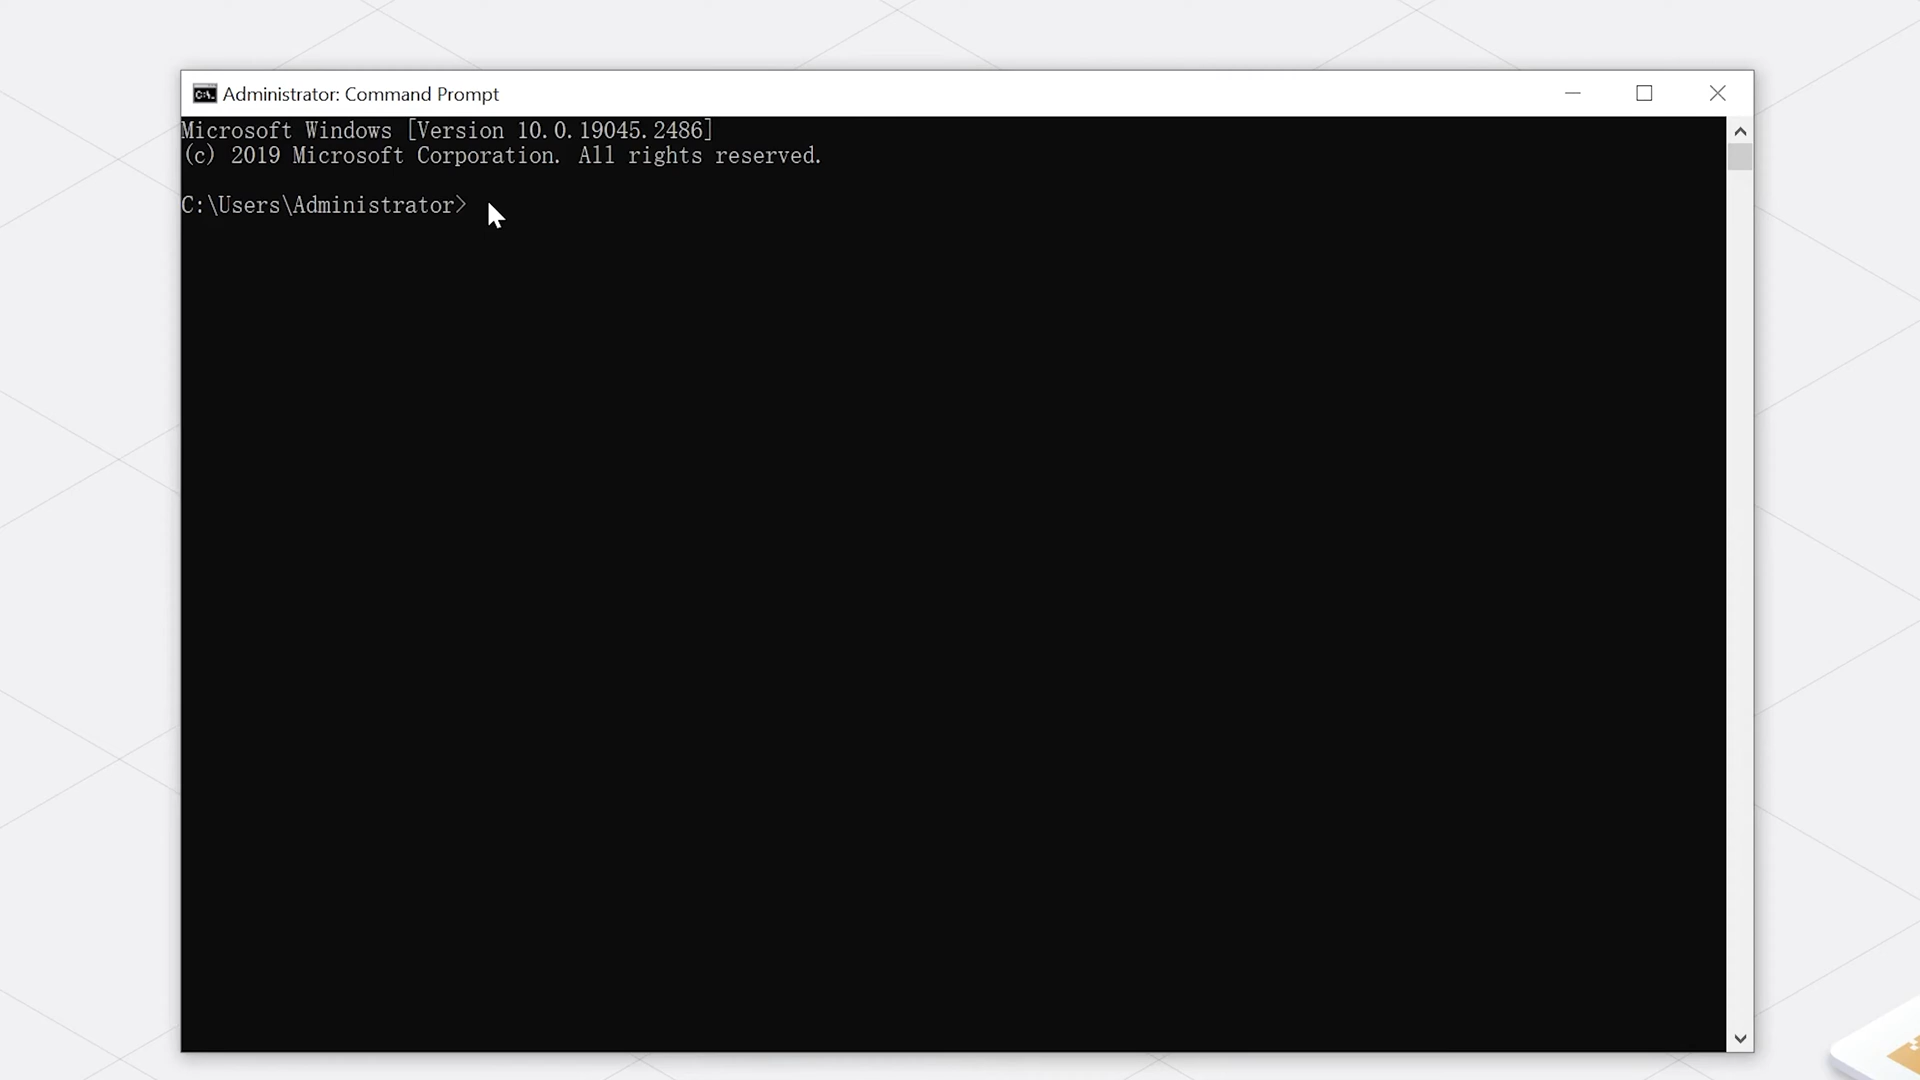 Administrator: Command Prompt
Microsoft Windows [Version 10.0.19045.2486]
(c) 2019 Microsoft Corporation. All rights reserved.
C:\Users\Administrator>